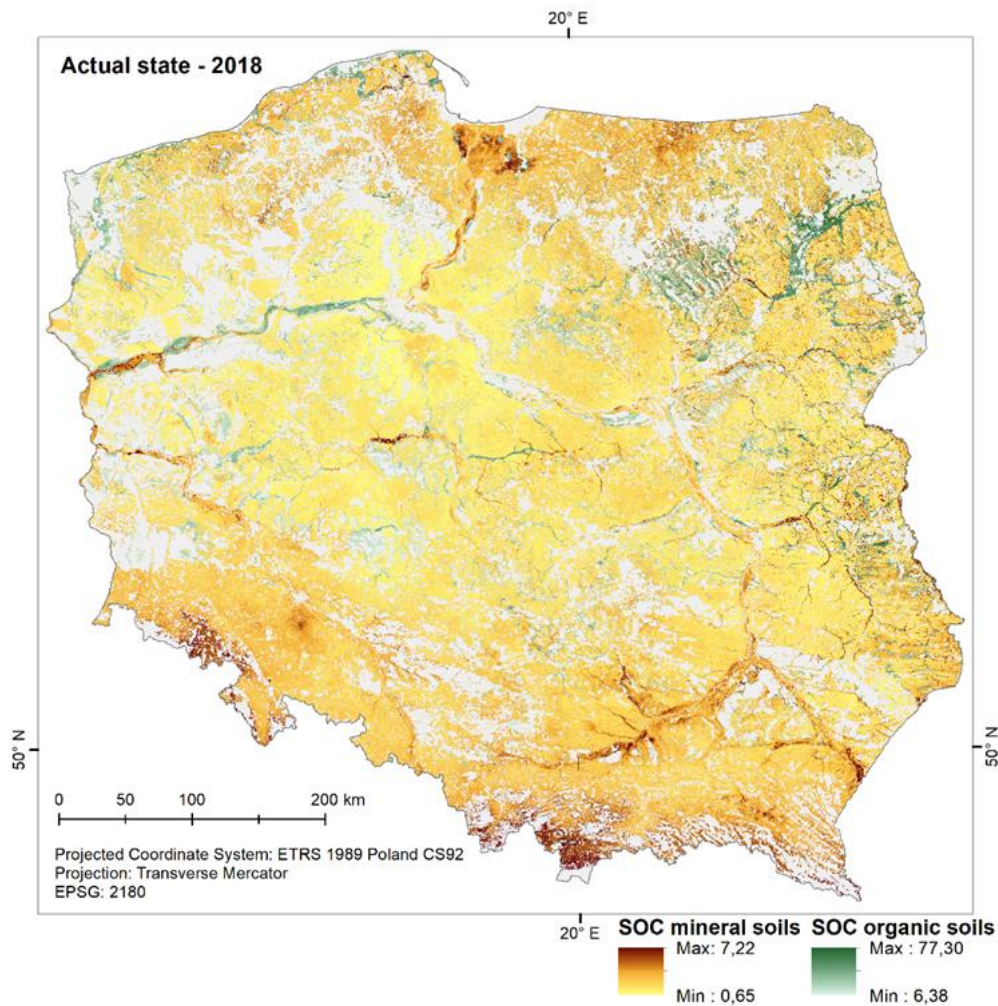 20° E
Actual state - 2018
50° N
50° N
0 50 100 200 km
Projected Coordinate System: ETRS 1989 Poland CS92
Projection: Transverse Mercator
EPSG: 2180
20° E
SOC mineral soils SOC organic soils
Max: 7,22 Max : 77,30
Min : 0,65 Min : 6,38